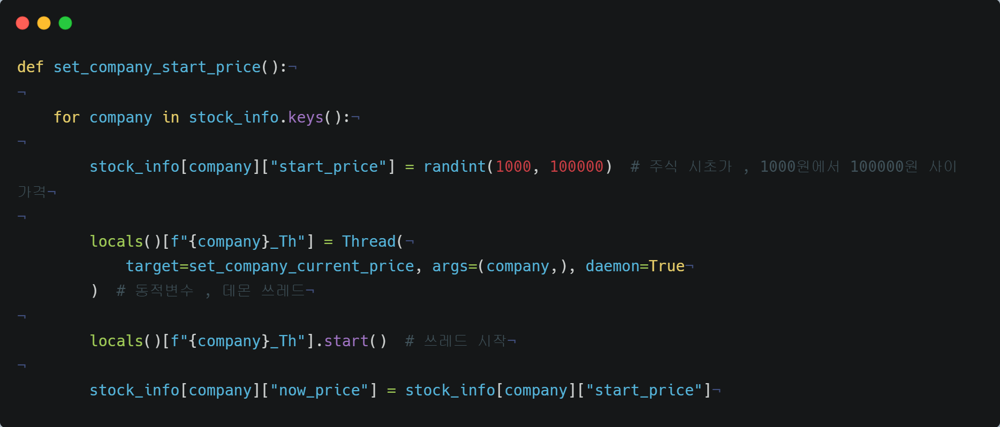 def set_company_start_price():¬
¬
    for company in stock_info.keys():¬
¬
        stock_info[company]["start_price"] = randint(1000, 100000)  # 주식 시초가 , 1000원에서 100000원 사이
가격¬
¬
        locals()[f"{company}_Th"] = Thread(¬
            target=set_company_current_price, args=(company,), daemon=True¬
        )  # 동적변수 , 데몬 쓰레드¬
¬
        locals()[f"{company}_Th"].start()  # 쓰레드 시작¬
¬
        stock_info[company]["now_price"] = stock_info[company]["start_price"]¬